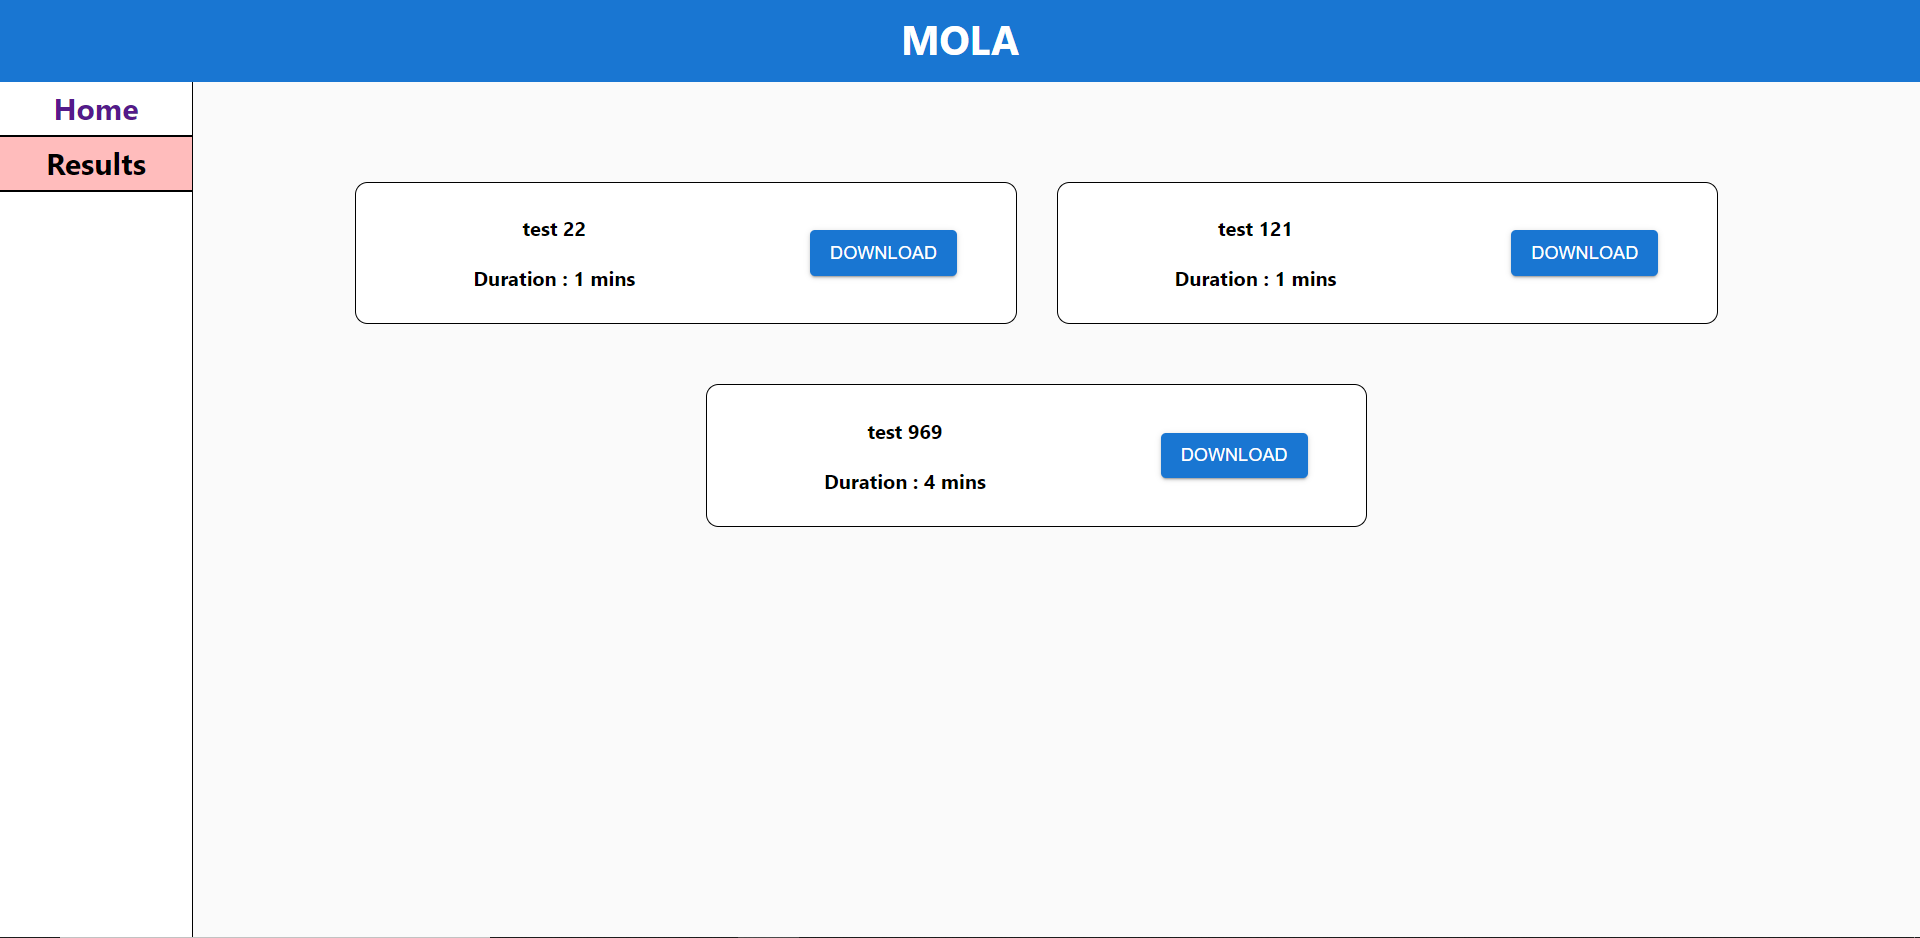 MOLA
Home
Results
test 22
Duration : 1 mins
DOWNLOAD
test 121
Duration : 1 mins
DOWNLOAD
test 969
Duration : 4 mins
DOWNLOAD